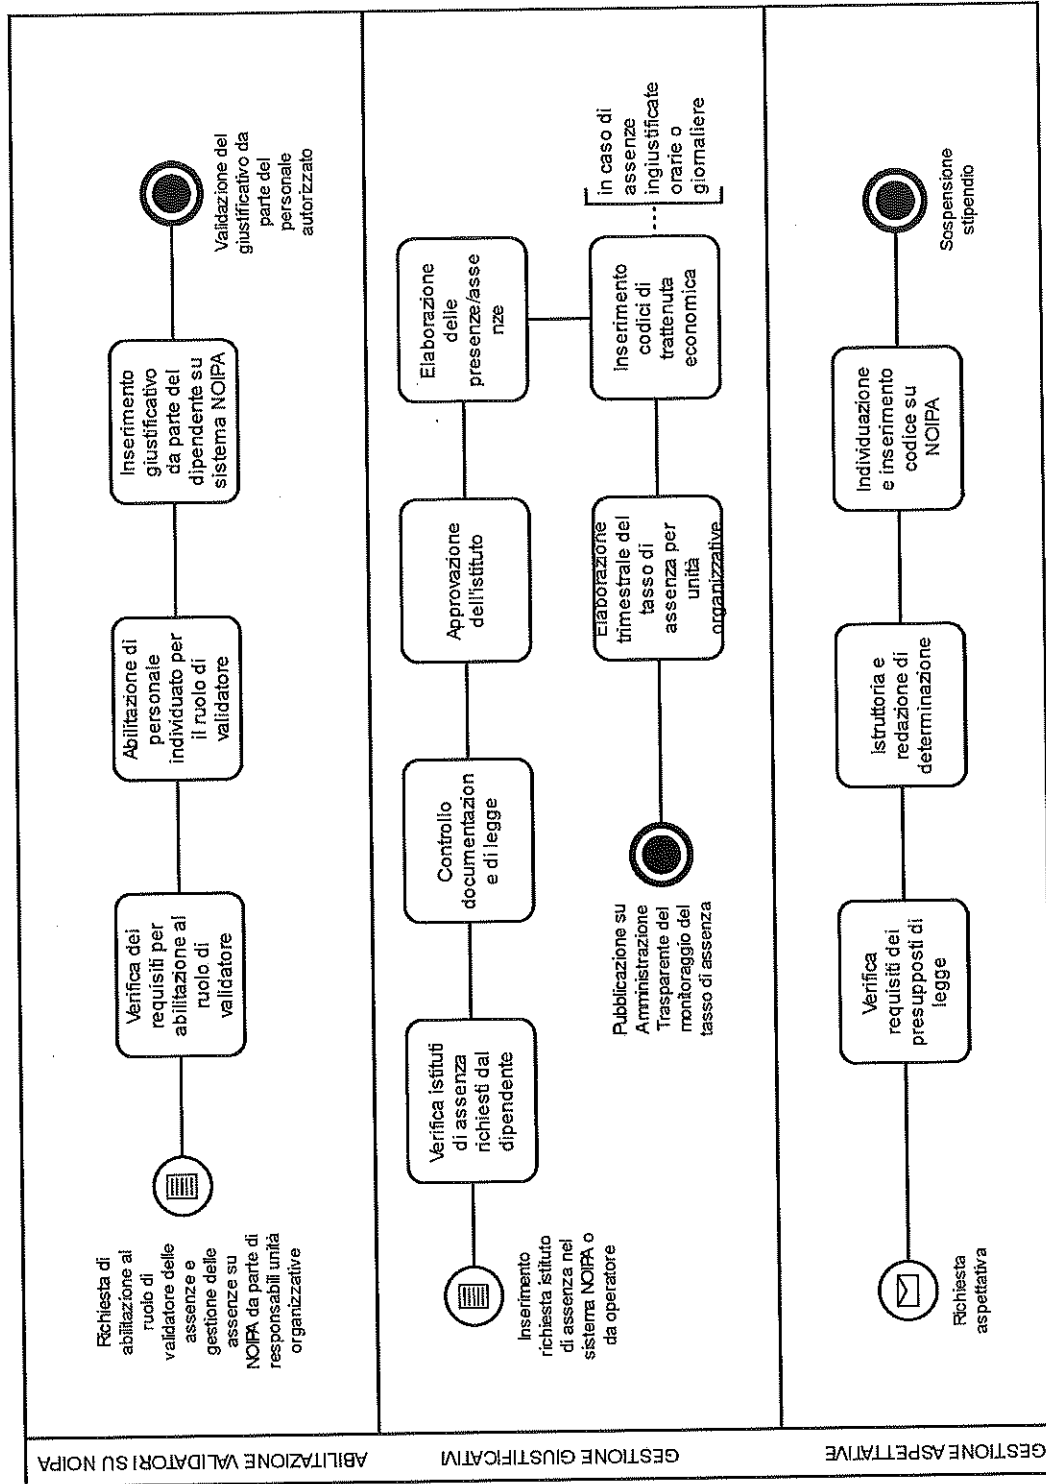 ABILITAZIONE VALIDATORI SU NOIPA
Richiesta di
abilitazione al
ruolo di
validatore delle
assenze e
gestione delle
assenze su
NOIPA da parte di
responsabili unità
organizzative
Verifica dei
requisiti per
abilitazione al
ruolo di
validatore
Abilitazione di
personale
individuato per
il ruolo di
validatore
Inserimento
giustificativo
da parte del
dipendente su
sistema NOIPA
Validazione del
giustificativo da
parte del
personale
autorizzato
GESTIONE GIUSTIFICATIVI
Inserimento
richiesta istituto
di assenza nel
sistema NOIPA o
da operatore
Verifica istituti
di assenza
richiesti dal
dipendente
Controllo
documentazion
e di legge
Approvazione
dell'istituto
Elaborazione
delle
presenze/asse
nze
Inserimento
codici di
trattenuta
economica
in caso di
assenze
ingiustificate
orarie o
giornaliere
Elaborazione
trimestrale del
tasso di
assenza per
unità
organizzative
Pubblicazione su
Amministrazione
Trasparente del
monitoraggio del
tasso di assenza
GESTIONE ASPETTATIVE
Richiesta
aspettativa
Verifica
requisiti dei
presupposti di
legge
Istruttoria e
redazione di
determinazione
Individuazione
e inserimento
codice su
NOIPA
Sospensione
stipendio